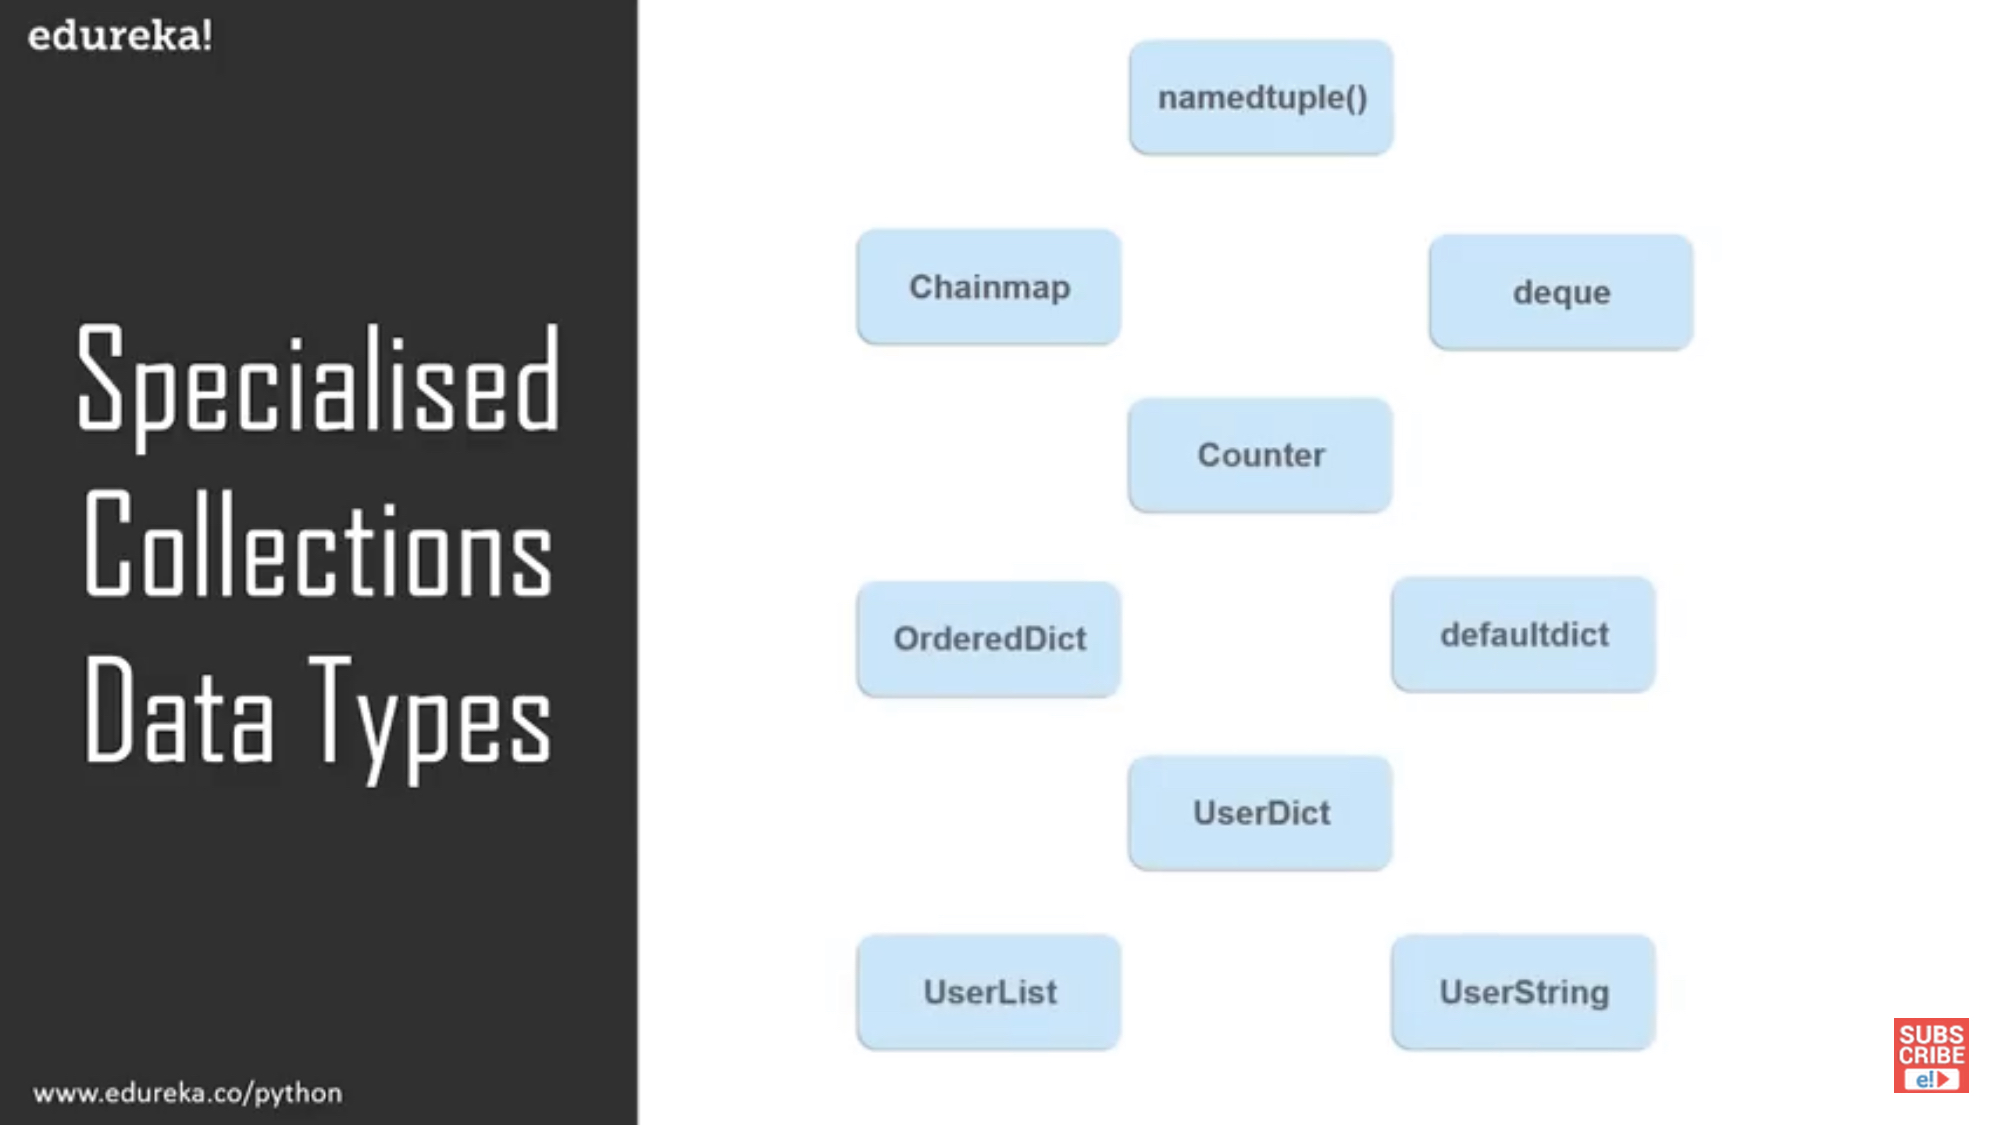 edureka!
Specialised
Collections
Data Types
www.edureka.co/python
namedtuple()
Chainmap
deque
Counter
OrderedDict
defaultdict
UserDict
UserList
UserString
SUBS
CRIBE
e!